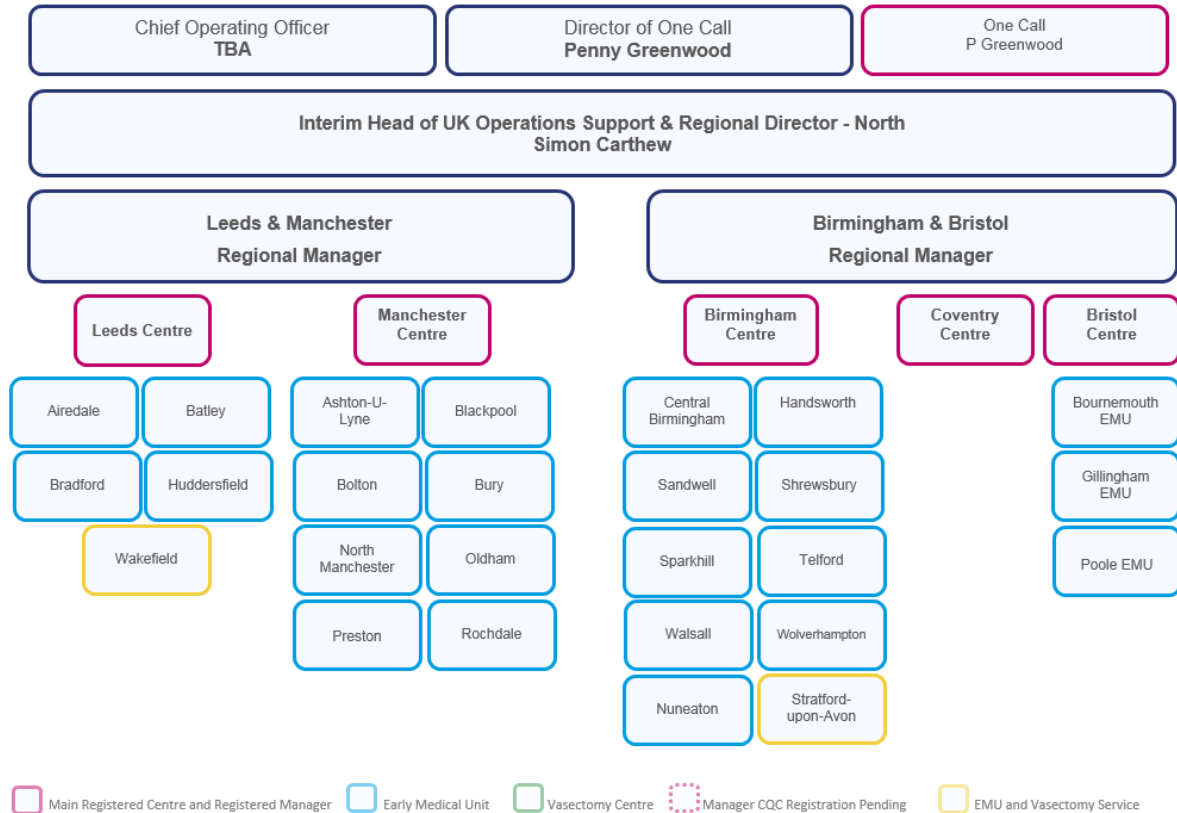 Chief Operating Officer
TBA
Director of One Call
Penny Greenwood
One Call
P Greenwood
Interim Head of UK Operations Support & Regional Director - North
Simon Carthew
Leeds & Manchester
Regional Manager
Birmingham & Bristol
Regional Manager
Leeds Centre
Manchester
Centre
Birmingham
Centre
Coventry
Centre
Bristol
Centre
Airedale
Batley
Ashton-U-
Lyne
Blackpool
Central
Birmingham
Handsworth
Bournemouth
EMU
Bradford
Huddersfield
Bolton
Bury
Sandwell
Shrewsbury
Gillingham
EMU
Wakefield
North
Manchester
Oldham
Sparkhill
Telford
Poole EMU
Preston
Rochdale
Walsall
Wolverhampton
Nuneaton
Stratford-
upon-Avon
Main Registered Centre and Registered Manager
Early Medical Unit
Vasectomy Centre
Manager CQC Registration Pending
EMU and Vasectomy Service